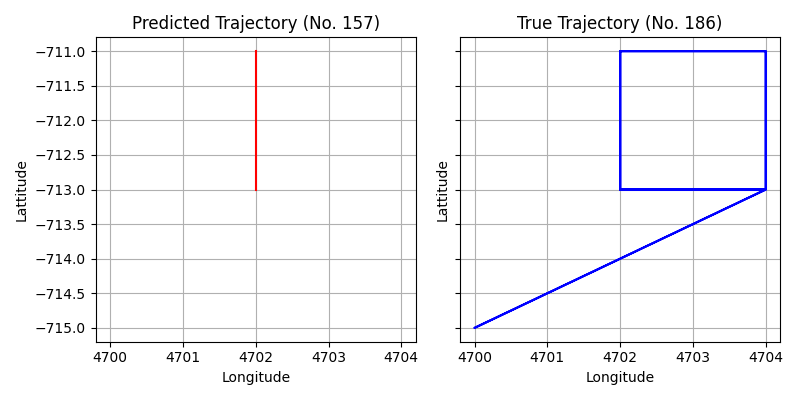 Predicted Trajectory (No. 157)
True Trajectory (No. 186)
−711.0
−711.5
−712.0
−712.5
−713.0
−713.5
−714.0
−714.5
−715.0
Lattitude
Lattitude
4700 4701 4702 4703 4704
4700 4701 4702 4703 4704
Longitude
Longitude